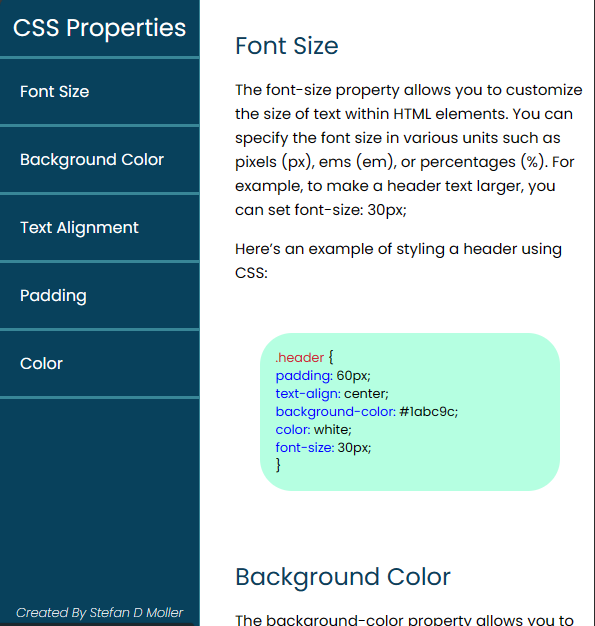 CSS Properties
Font Size
Background Color
Text Alignment
Padding
Color
Created By Stefan D Moller
Font Size
The font-size property allows you to customize
the size of text within HTML elements. You can
specify the font size in various units such as
pixels (px), ems (em), or percentages (%). For
example, to make a header text larger, you
can set font-size: 30px;
Here’s an example of styling a header using
CSS:
.header {
padding: 60px;
text-align: center;
background-color: #1abc9c;
color: white;
font-size: 30px;
}
Background Color
The background-color property allows you to